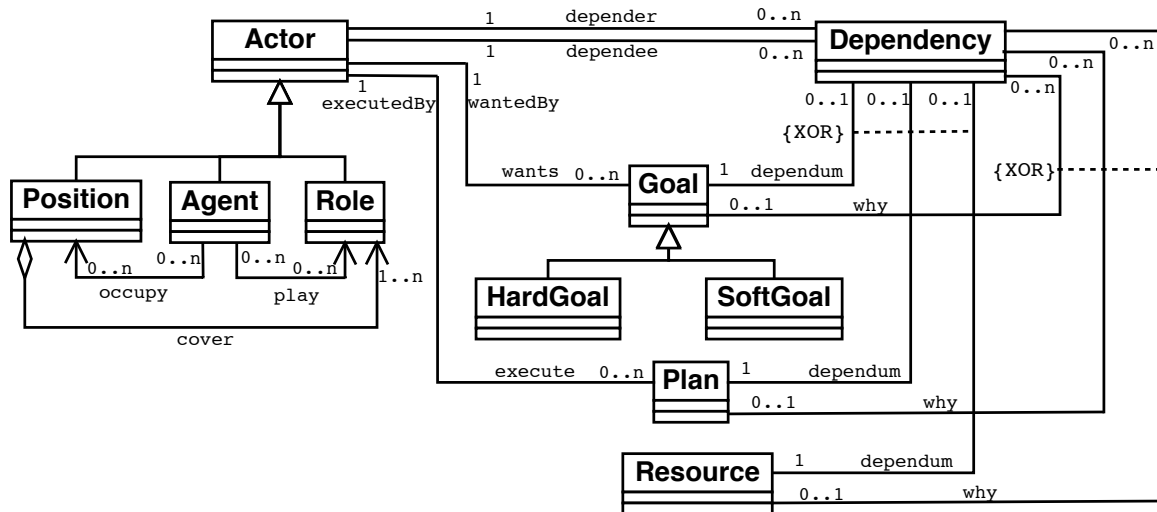 1 depender 0..n
Actor Dependency 0..n
1 dependee 0..n 0..n
1 1 0..n
executedBy wantedBy 0..1 0..1 0..1
{XOR}
wants 0..n Goal 1 dependum {XOR}
Position Agent Role
0..1 why
0..n 0..n 0..n 0..n 1..n
occupy play HardGoal SoftGoal
cover
execute 0..n Plan 1 dependum
0..1 why
Resource 1 dependum
0..1 why